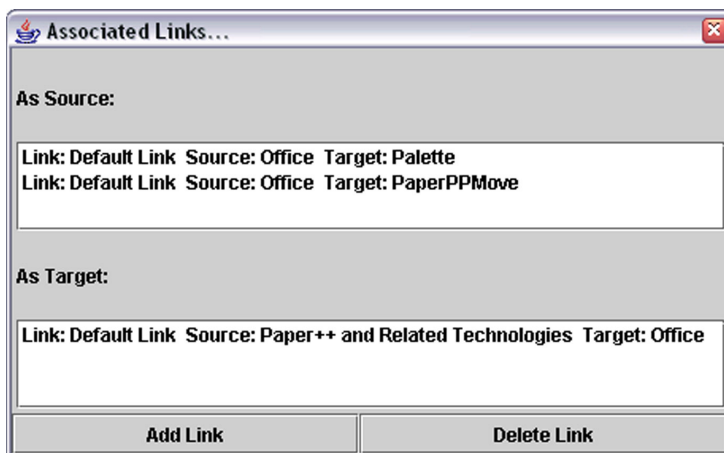 Associated Links...
As Source:
Link: Default Link Source: Office Target: Palette
Link: Default Link Source: Office Target: PaperPPMove
As Target:
Link: Default Link Source: Paper++ and Related Technologies Target: Office
Add Link Delete Link